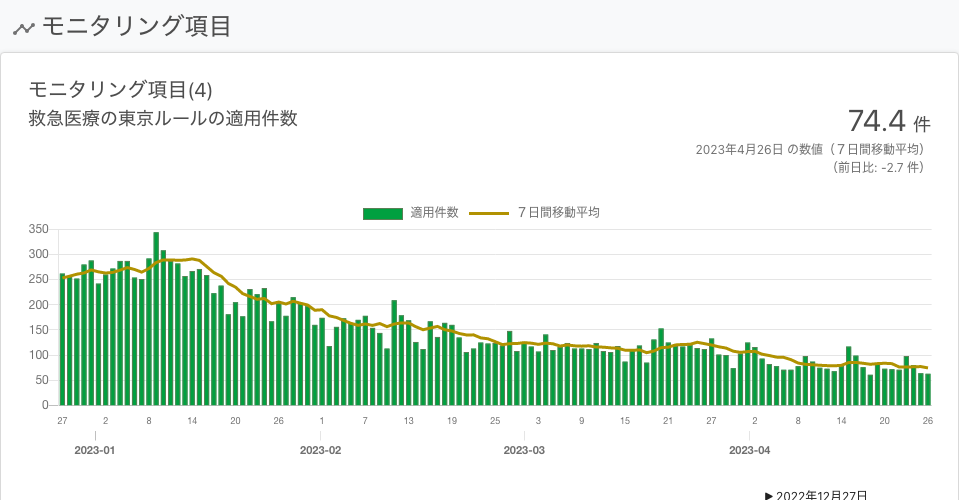 モニタリング項目
モニタリング項目(4)
救急医療の東京ルールの適用件数
74.4 件
2023年4月26日 の数値（７日間移動平均）
（前日比: -2.7 件）
適用件数 ７日間移動平均
350
300
250
200
150
100
50
0
27 2 8 14 20 26 1 7 13 19 25 3 9 15 21 27 2 8 14 20 26
2023-01 2023-02 2023-03 2023-04
▶ 2022年12月27日